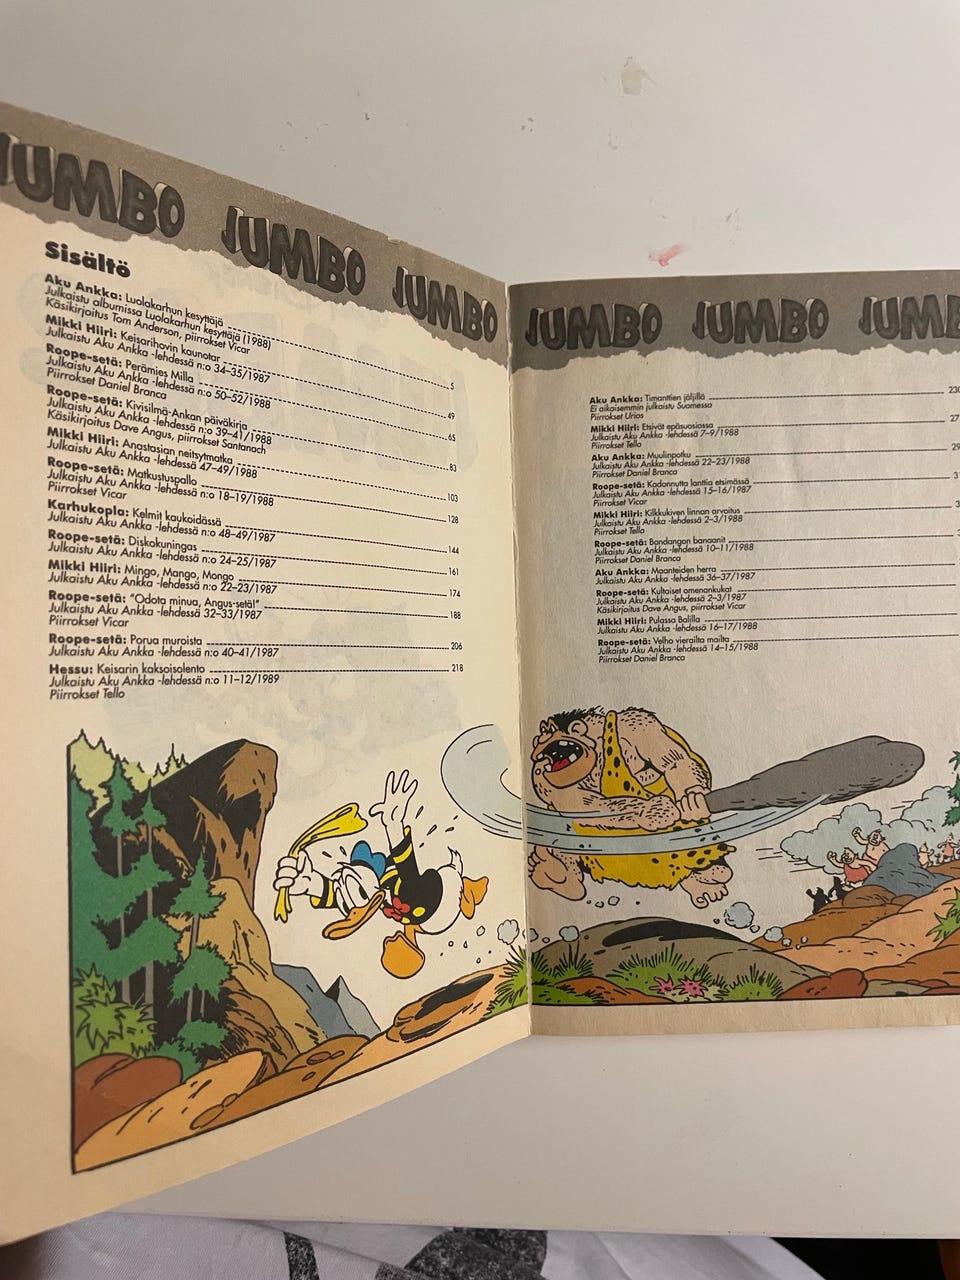 JUMBO JUMBO JUMBO
Sisältö
Aku Ankka: Luolakarhun kesyttäjä 5
Julkaistu albumissa Luolakarhun kesyttäjä (1988)
Käsikirjoitus Tom Anderson, piirrokset Vicar
Mikki Hiiri: Keisarihovin kaunotar 49
Julkaistu Aku Ankka -lehdessä n:o 34–35/1987
Roope-setä: Perämies Milla 65
Julkaistu Aku Ankka -lehdessä n:o 50–52/1988
Piirrokset Daniel Branca
Roope-setä: Kivisilmä-Ankan päiväkirja 83
Julkaistu Aku Ankka -lehdessä n:o 39–41/1988
Käsikirjoitus Dave Angus, piirrokset Santanach
Mikki Hiiri: Anastasian neitsytmatka 103
Julkaistu Aku Ankka -lehdessä 47–49/1988
Roope-setä: Matkustuspallo 128
Julkaistu Aku Ankka -lehdessä n:o 18–19/1988
Piirrokset Vicar
Karhukopla: Kelmit kaukoidässä 144
Julkaistu Aku Ankka -lehdessä n:o 48–49/1987
Roope-setä: Diskokuningas 161
Julkaistu Aku Ankka -lehdessä n:o 24–25/1987
Mikki Hiiri: Mingo, Mango, Mongo 174
Julkaistu Aku Ankka -lehdessä n:o 22–23/1987
Roope-setä: "Odota minua, Angus-setä!" 188
Julkaistu Aku Ankka -lehdessä 32–33/1987
Piirrokset Vicar
Roope-setä: Porua muroista 206
Julkaistu Aku Ankka -lehdessä n:o 40–41/1987
Hessu: Keisarin kaksoisolento 218
Julkaistu Aku Ankka -lehdessä n:o 11–12/1989
Piirrokset Tello
JUMBO JUMBO JUMB
Aku Ankka: Timanttien jäljillä 230
Ei aikaisemmin julkaistu Suomessa
Piirrokset Urios
Mikki Hiiri: Etsivät epäsuosiossa 27
Julkaistu Aku Ankka -lehdessä 7–9/1988
Piirrokset Tello
Aku Ankka: Muulinpotku 29
Julkaistu Aku Ankka -lehdessä 22–23/1988
Piirrokset Daniel Branca
Roope-setä: Kadonnutta lanttia etsimässä
Julkaistu Aku Ankka -lehdessä 15–16/1987
Piirrokset Vicar
Mikki Hiiri: Kilkkukiven linnan arvoitus
Julkaistu Aku Ankka -lehdessä 2–3/1988
Piirrokset Tello
Roope-setä: Bandangon banaanit
Julkaistu Aku Ankka -lehdessä 10–11/1988
Piirrokset Daniel Branca
Aku Ankka: Maanteiden herra
Julkaistu Aku Ankka -lehdessä 36–37/1987
Roope-setä: Kultaiset omenankukat
Julkaistu Aku Ankka -lehdessä 2–3/1987
Käsikirjoitus Dave Angus, piirrokset Vicar
Mikki Hiiri: Pulassa Balilla
Julkaistu Aku Ankka -lehdessä 16–17/1988
Roope-setä: Velho vierailta mailta
Julkaistu Aku Ankka -lehdessä 14–15/1988
Piirrokset Daniel Branca